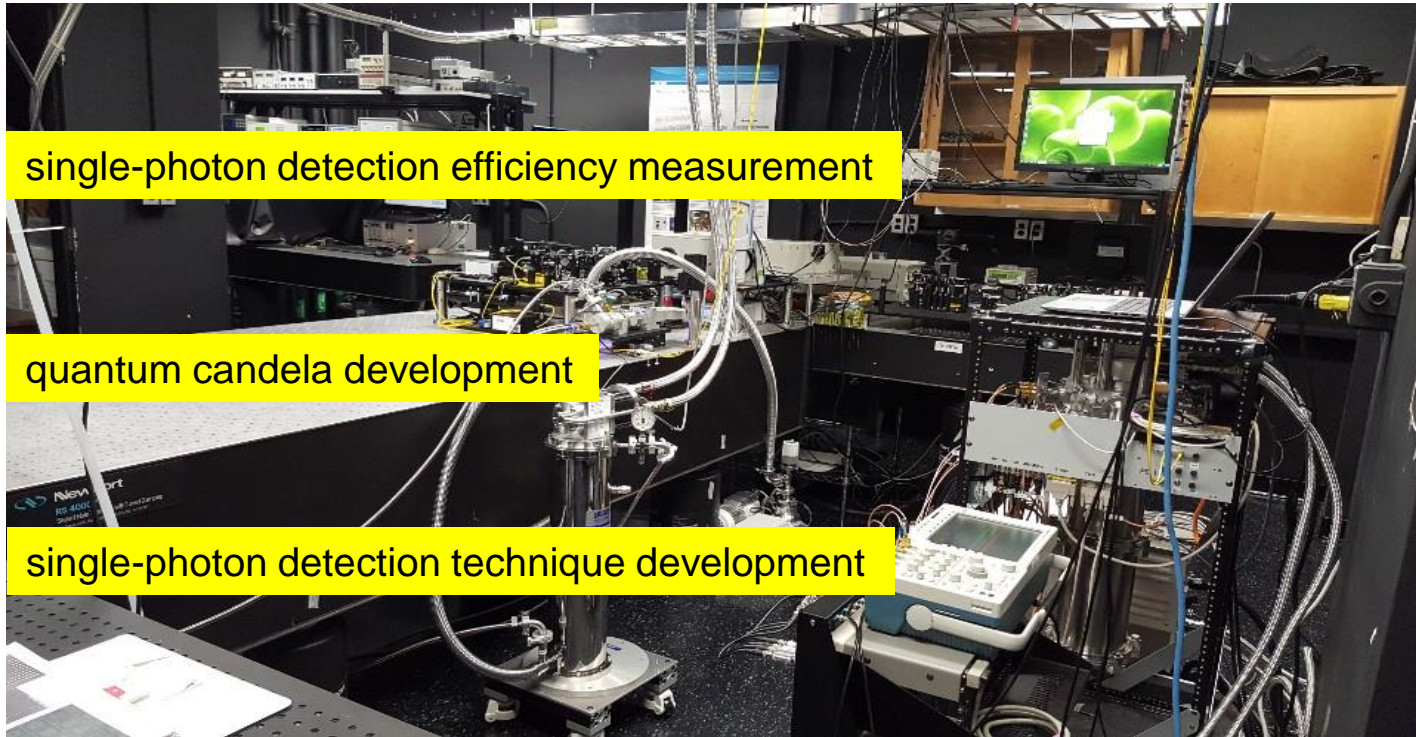 single-photon detection efficiency measurement
quantum candela development
Newport
RS 4000
single-photon detection technique development